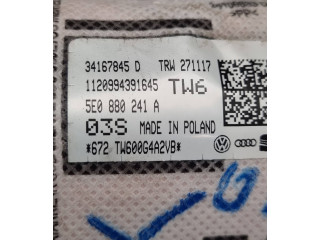 34167845 D TRW 271117
1120994391645 TW6
5E0 880 241 A
03S MADE IN POLAND
*672 TW600G4A2VB*